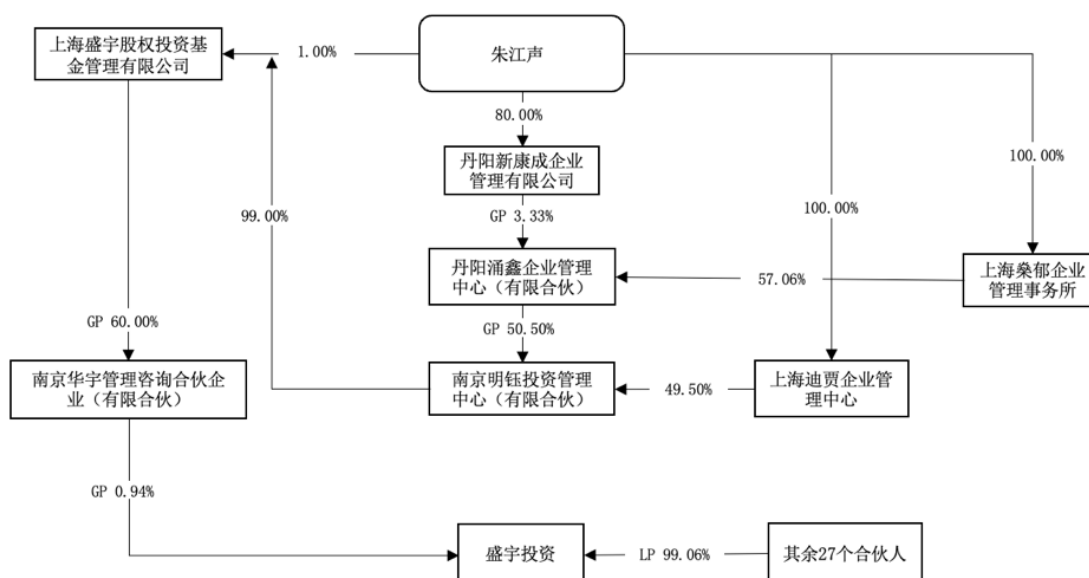 上海盛宇股权投资基
金管理有限公司
1.00%
朱江声
80.00%
丹阳新康成企业
管理有限公司
100.00%
99.00%
GP 3.33%
100.00%
丹阳涌鑫企业管理
中心（有限合伙）
57.06%
上海燊郁企业
管理事务所
GP 60.00%
GP 50.50%
南京华宇管理咨询合伙企
业（有限合伙）
南京明钰投资管理
中心（有限合伙）
49.50%
上海迪贾企业管
理中心
GP 0.94%
盛宇投资
LP 99.06%
其余27个合伙人